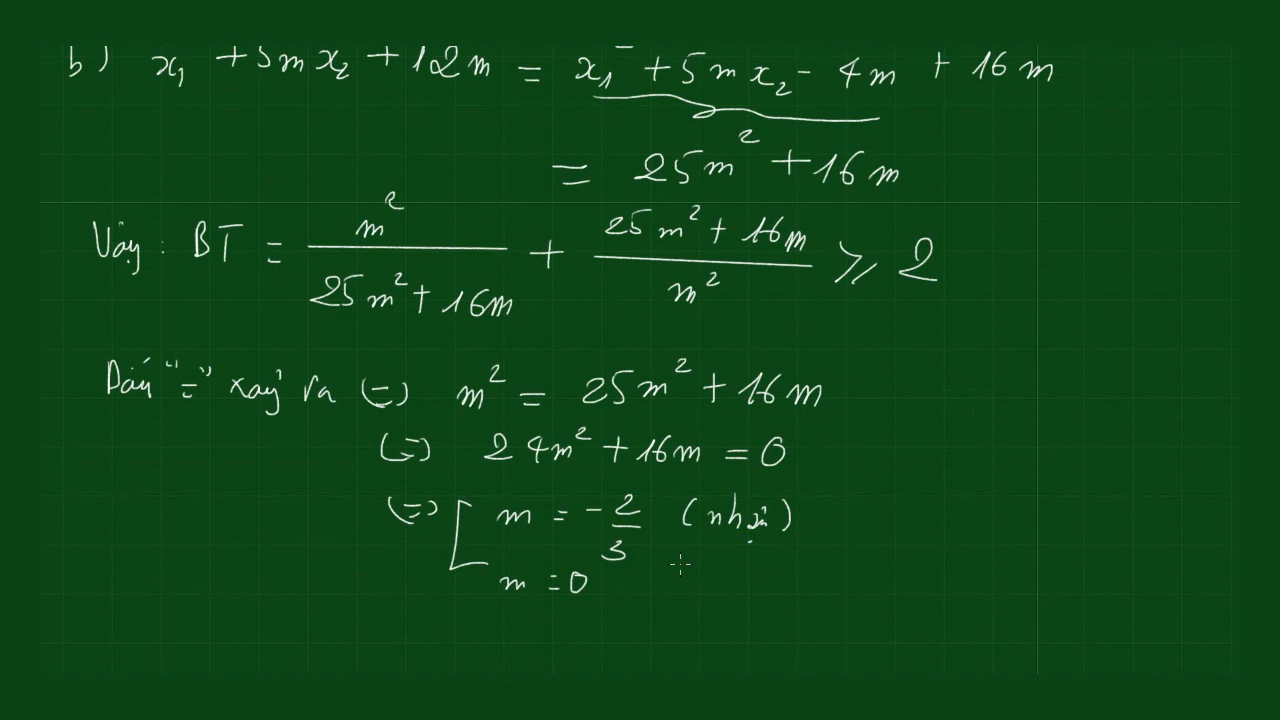 b) x₁ + 5mx₂ + 12m = x₁² + 5mx₂ - 4m + 16m
= 25m² + 16m
Vậy: BT = m²/(25m² + 16m) + (25m² + 16m)/m² ⩾ 2
Dấu "=" xảy ra (=) m² = 25m² + 16m
(=) 24m² + 16m = 0
(=) [ m = -2/3 (nhận)
m = 0